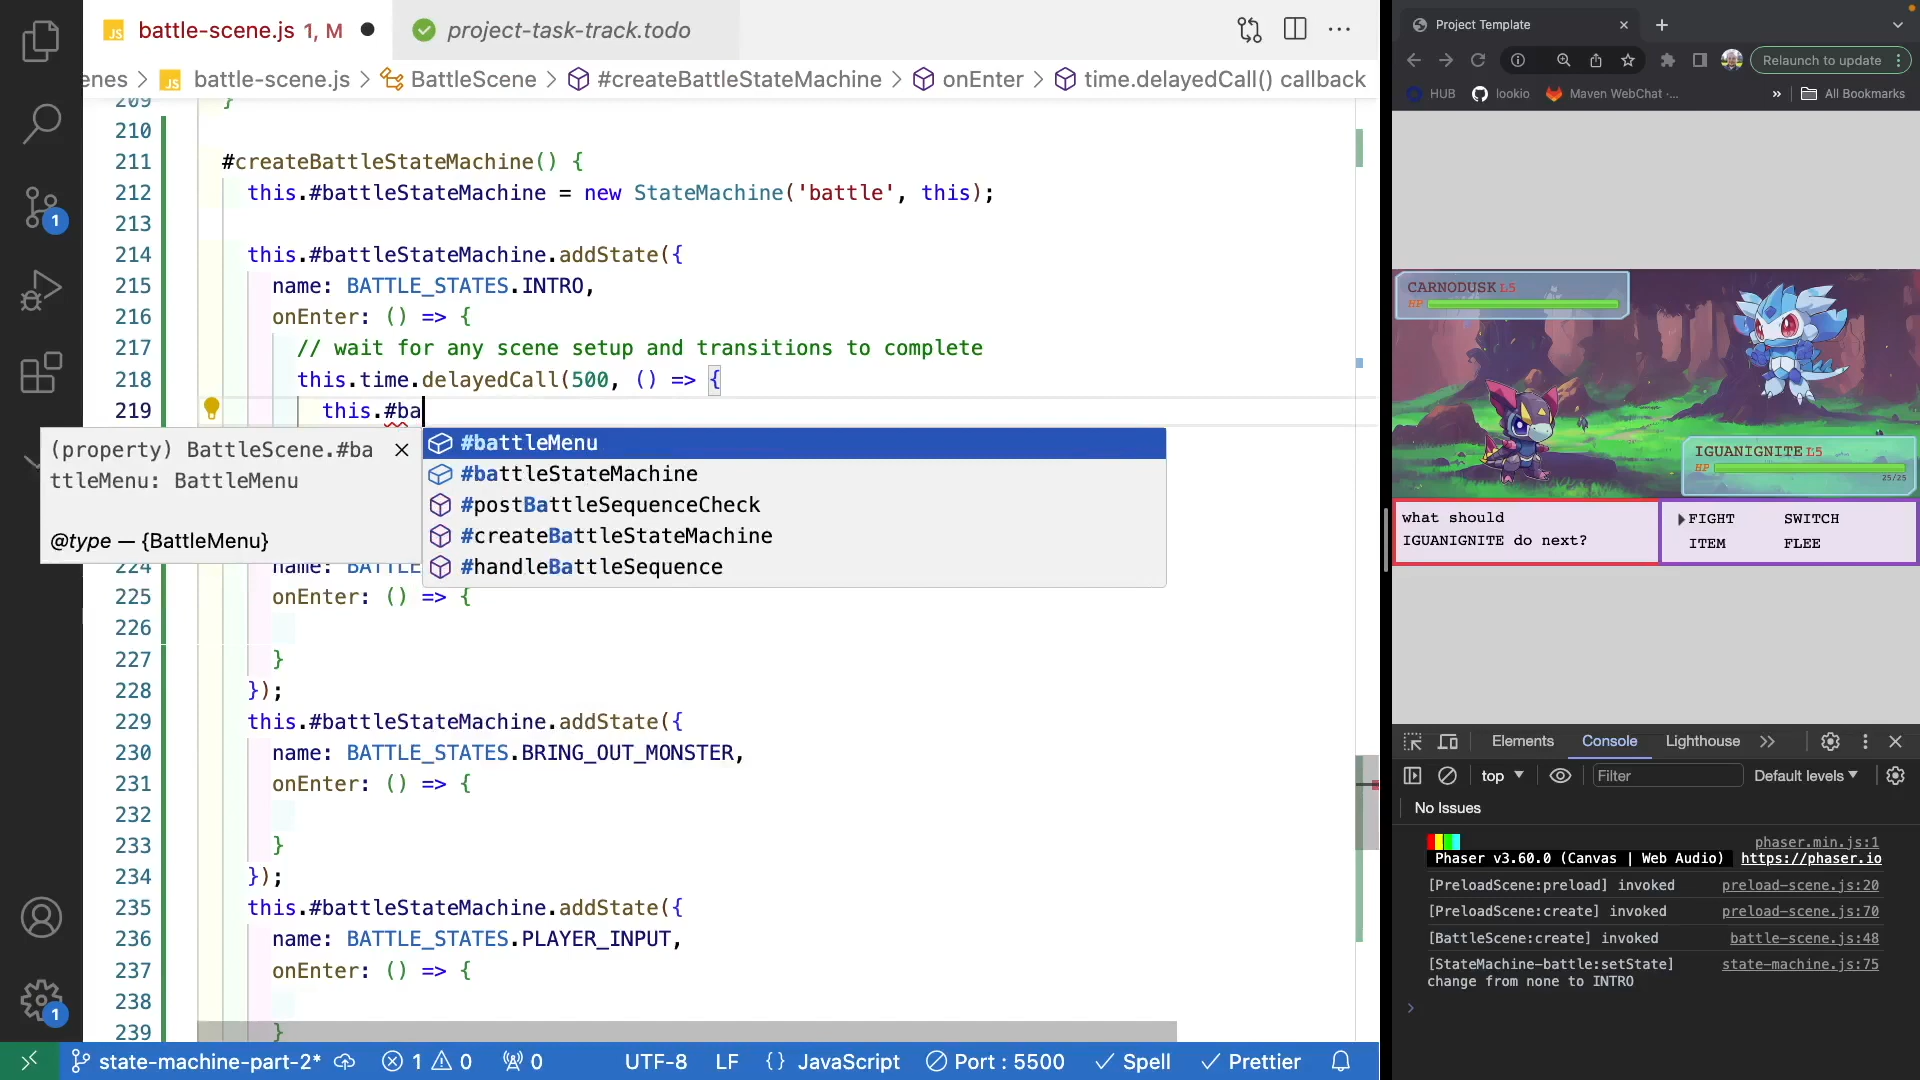 battle-scene.js 1, M
project-task-track.todo
enes > battle-scene.js > BattleScene > #createBattleStateMachine > onEnter > time.delayedCall() callback
209 }
210
211 #createBattleStateMachine() {
212 this.#battleStateMachine = new StateMachine('battle', this);
213
214 this.#battleStateMachine.addState({
215 name: BATTLE_STATES.INTRO,
216 onEnter: () => {
217 // wait for any scene setup and transitions to complete
218 this.time.delayedCall(500, () => {
219 this.#ba
(property) BattleScene.#ba
ttleMenu: BattleMenu
@type — {BattleMenu}
#battleMenu
#battleStateMachine
#postBattleSequenceCheck
#createBattleStateMachine
#handleBattleSequence
224 name: BATTLE
225 onEnter: () => {
226
227 }
228 });
229 this.#battleStateMachine.addState({
230 name: BATTLE_STATES.BRING_OUT_MONSTER,
231 onEnter: () => {
232
233 }
234 });
235 this.#battleStateMachine.addState({
236 name: BATTLE_STATES.PLAYER_INPUT,
237 onEnter: () => {
238
239 }
1
1
state-machine-part-2* 1 0 0 UTF-8 LF {} JavaScript Port : 5500 Spell Prettier
Project Template
Relaunch to update
HUB lookio Maven WebChat -... » All Bookmarks
CARNODUSK L5
HP
IGUANIGNITE L5
HP
25/25
what should
IGUANIGNITE do next?
FIGHT SWITCH
ITEM FLEE
Elements Console Lighthouse
top Filter Default levels
No Issues
phaser.min.js:1
Phaser v3.60.0 (Canvas | Web Audio) https://phaser.io
[PreloadScene:preload] invoked preload-scene.js:20
[PreloadScene:create] invoked preload-scene.js:70
[BattleScene:create] invoked battle-scene.js:48
[StateMachine-battle:setState] state-machine.js:75
change from none to INTRO